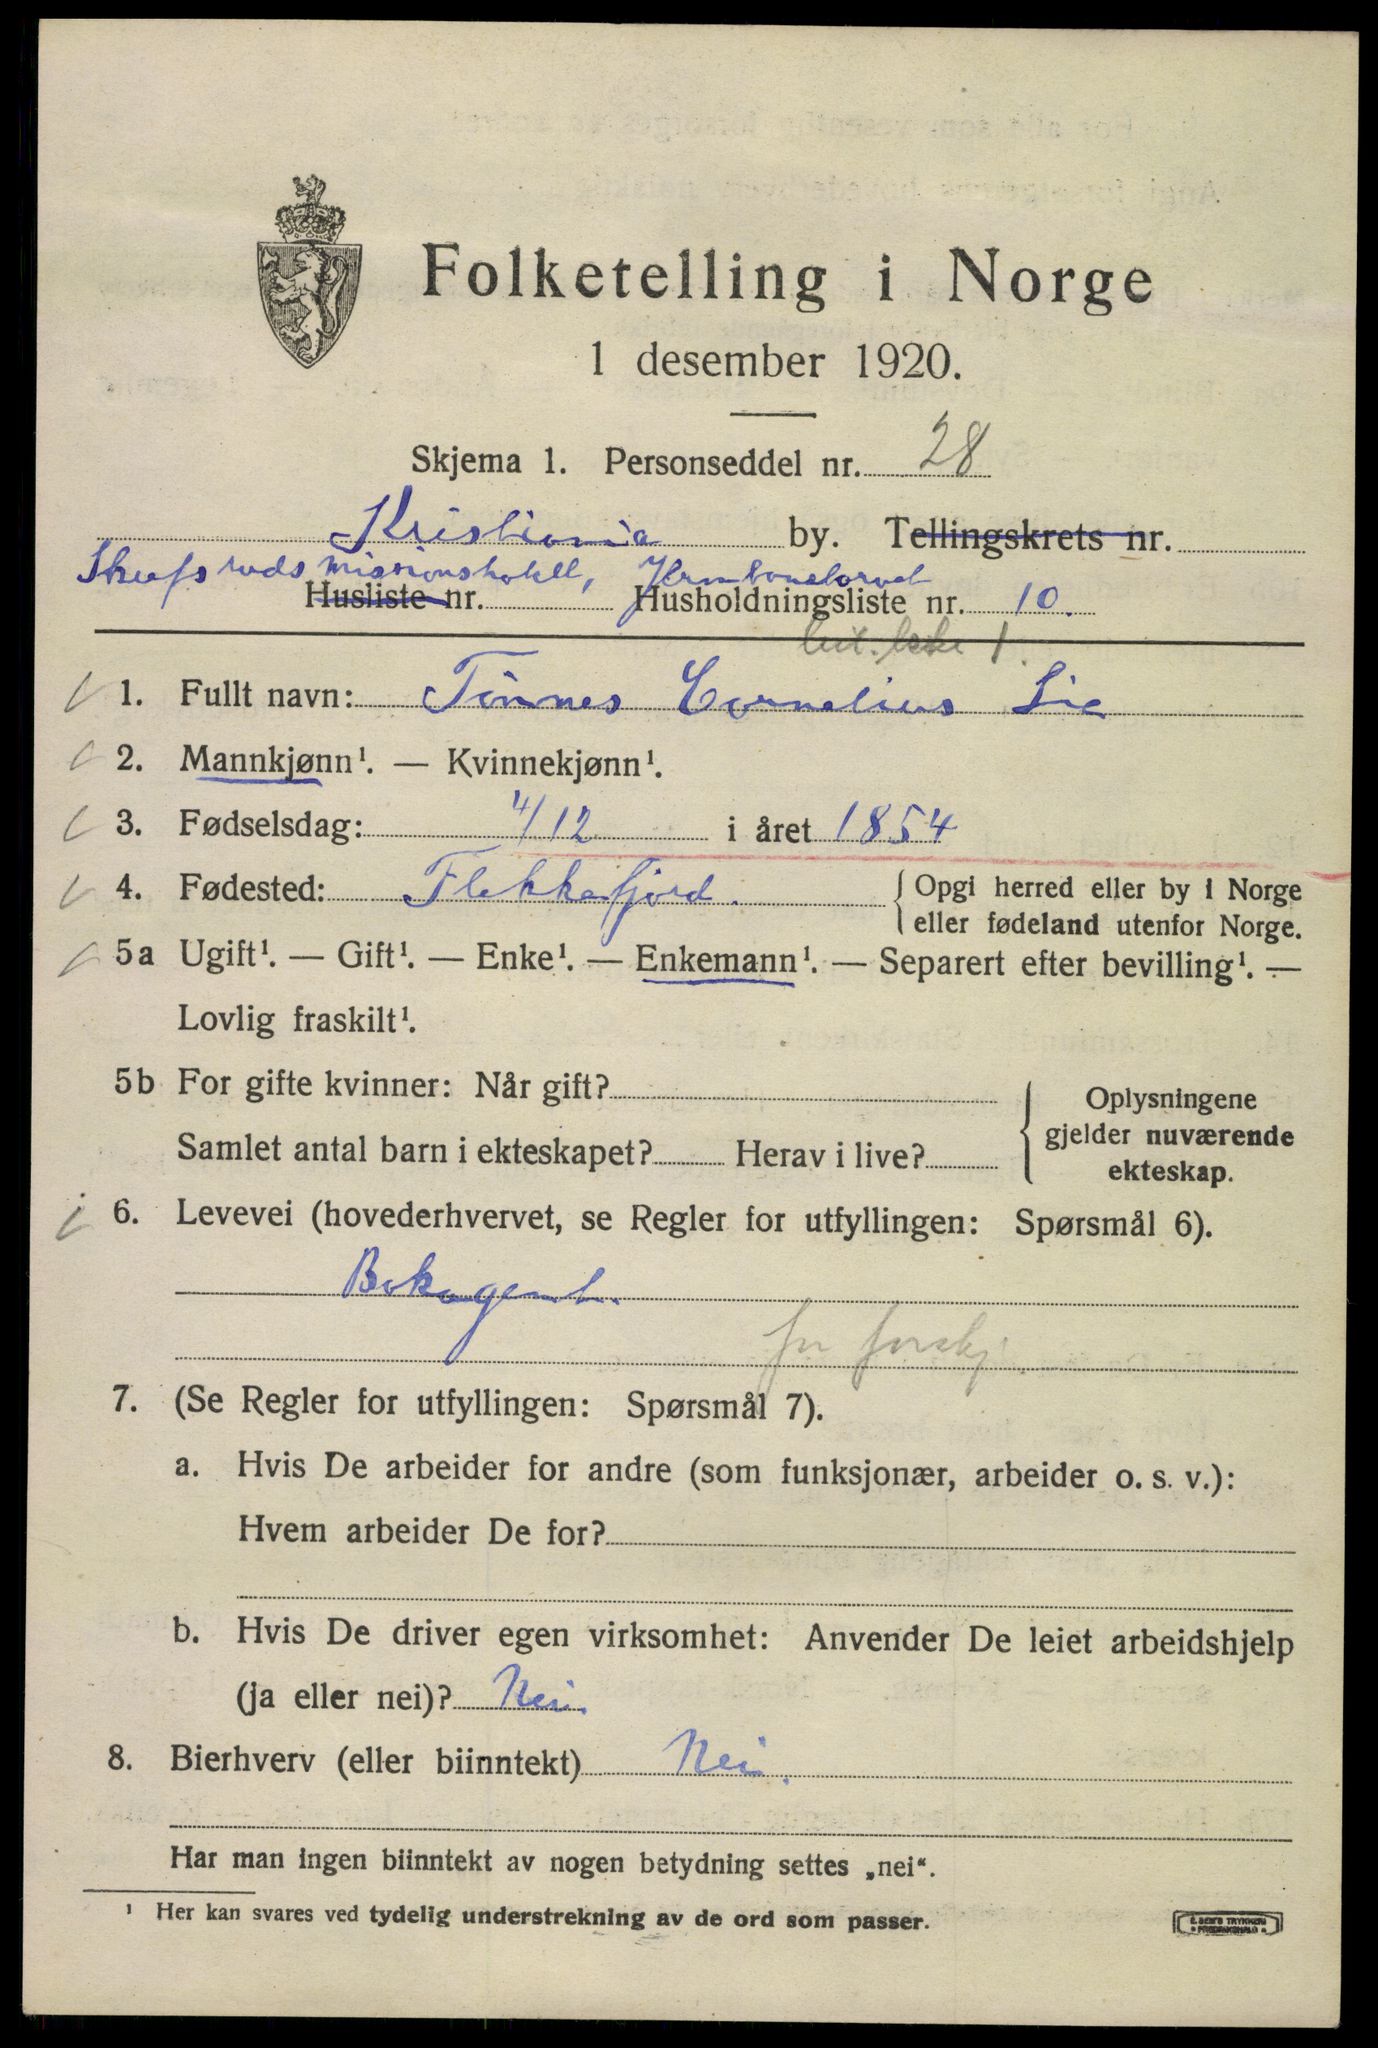 Folketelling i Norge
1 desember 1920.
Skjema 1. Personseddel nr. 28
Kristiania by. Tellingskrets nr.
Skrefsruds Missionshotell, Jernbanetorvet
Husliste nr. Husholdningsliste nr. 10.
1. Fullt navn: Tönnes Cornelius Lie
2. Mannkjønn¹. — Kvinnekjønn¹.
3. Fødselsdag: 4/12 i året 1854
4. Fødested: Flekkefjord. Opgi herred eller by i Norge
eller fødeland utenfor Norge.
5a Ugift¹. — Gift¹. — Enke¹. — Enkemann¹. — Separert efter bevilling¹. —
Lovlig fraskilt¹.
5b For gifte kvinner: Når gift?
Samlet antal barn i ekteskapet? Herav i live?
Oplysningene
gjelder nuværende
ekteskap.
6. Levevei (hovederhvervet, se Regler for utfyllingen: Spørsmål 6).
Bokagent.
7. (Se Regler for utfyllingen: Spørsmål 7).
a. Hvis De arbeider for andre (som funksjonær, arbeider o. s. v.):
Hvem arbeider De for?
b. Hvis De driver egen virksomhet: Anvender De leiet arbeidshjelp
(ja eller nei)? Nei.
8. Bierhverv (eller biinntekt) Nei.
Har man ingen biinntekt av nogen betydning settes „nei“.
¹ Her kan svares ved tydelig understrekning av de ord som passer.